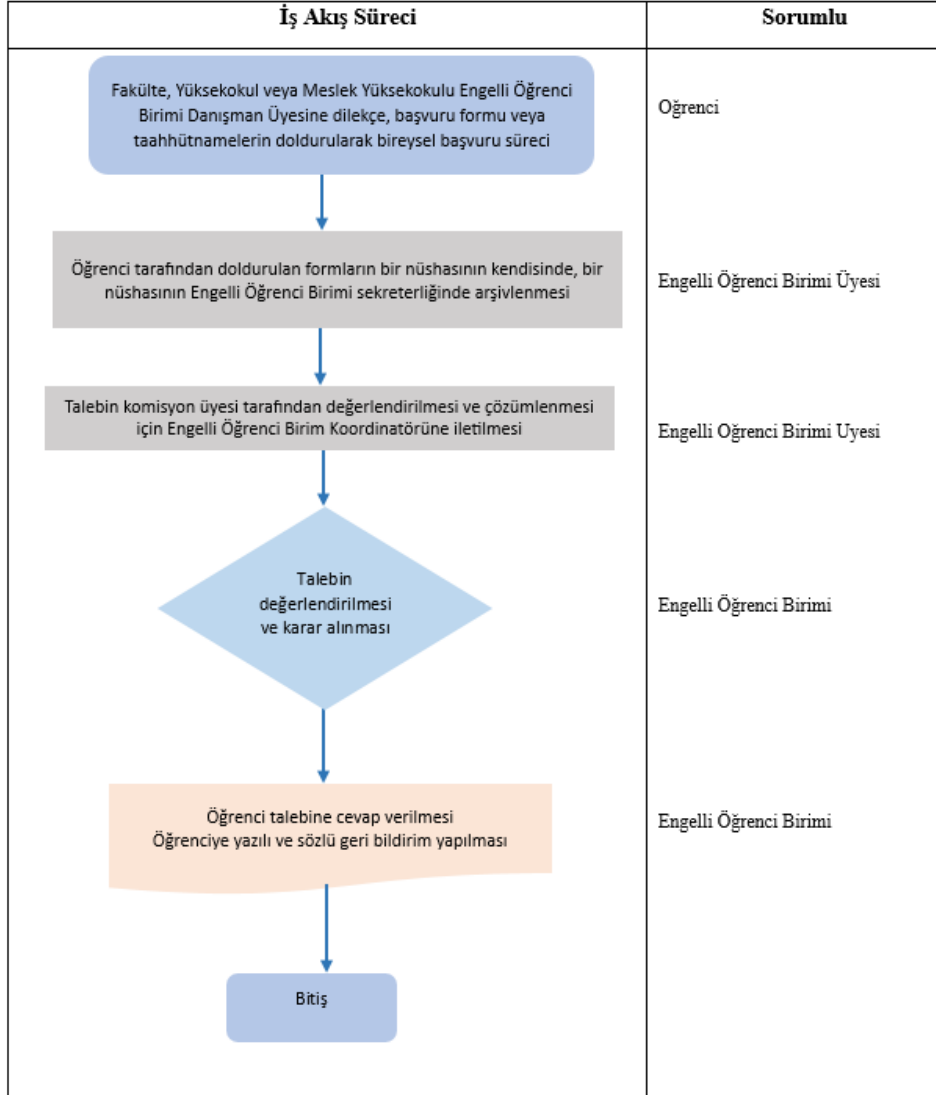 İş Akış Süreci
Sorumlu
Fakülte, Yüksekokul veya Meslek Yüksekokulu Engelli Öğrenci
Birimi Danışman Üyesine dilekçe, başvuru formu veya
taahhütnamelerin doldurularak bireysel başvuru süreci
Oğrenci
Öğrenci tarafından doldurulan formların bir nüshasının kendisinde, bir
nüshasının Engelli Öğrenci Birimi sekreterliğinde arşivlenmesi
Engelli Öğrenci Birimi Üyesi
Talebin komisyon üyesi tarafından değerlendirilmesi ve çözümlenmesi
için Engelli Öğrenci Birim Koordinatörüne iletilmesi
Engelli Oğrenci Birimi Uyesi
Talebin
değerlendirilmesi
ve karar alınması
Engelli Öğrenci Birimi
Öğrenci talebine cevap verilmesi
Öğrenciye yazılı ve sözlü geri bildirim yapılması
Engelli Öğrenci Birimi
Bitiş